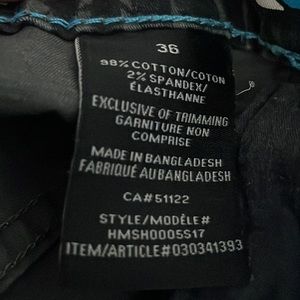 36
98% COTTON/COTON
2% SPANDEX/
ÉLASTHANNE
EXCLUSIVE OF TRIMMING
GARNITURE NON
COMPRISE
MADE IN BANGLADESH
FABRIQUÉ AU BANGLADESH
CA#51122
STYLE/MODÈLE#
HMSH0005S17
ITEM/ARTICLE#030341393